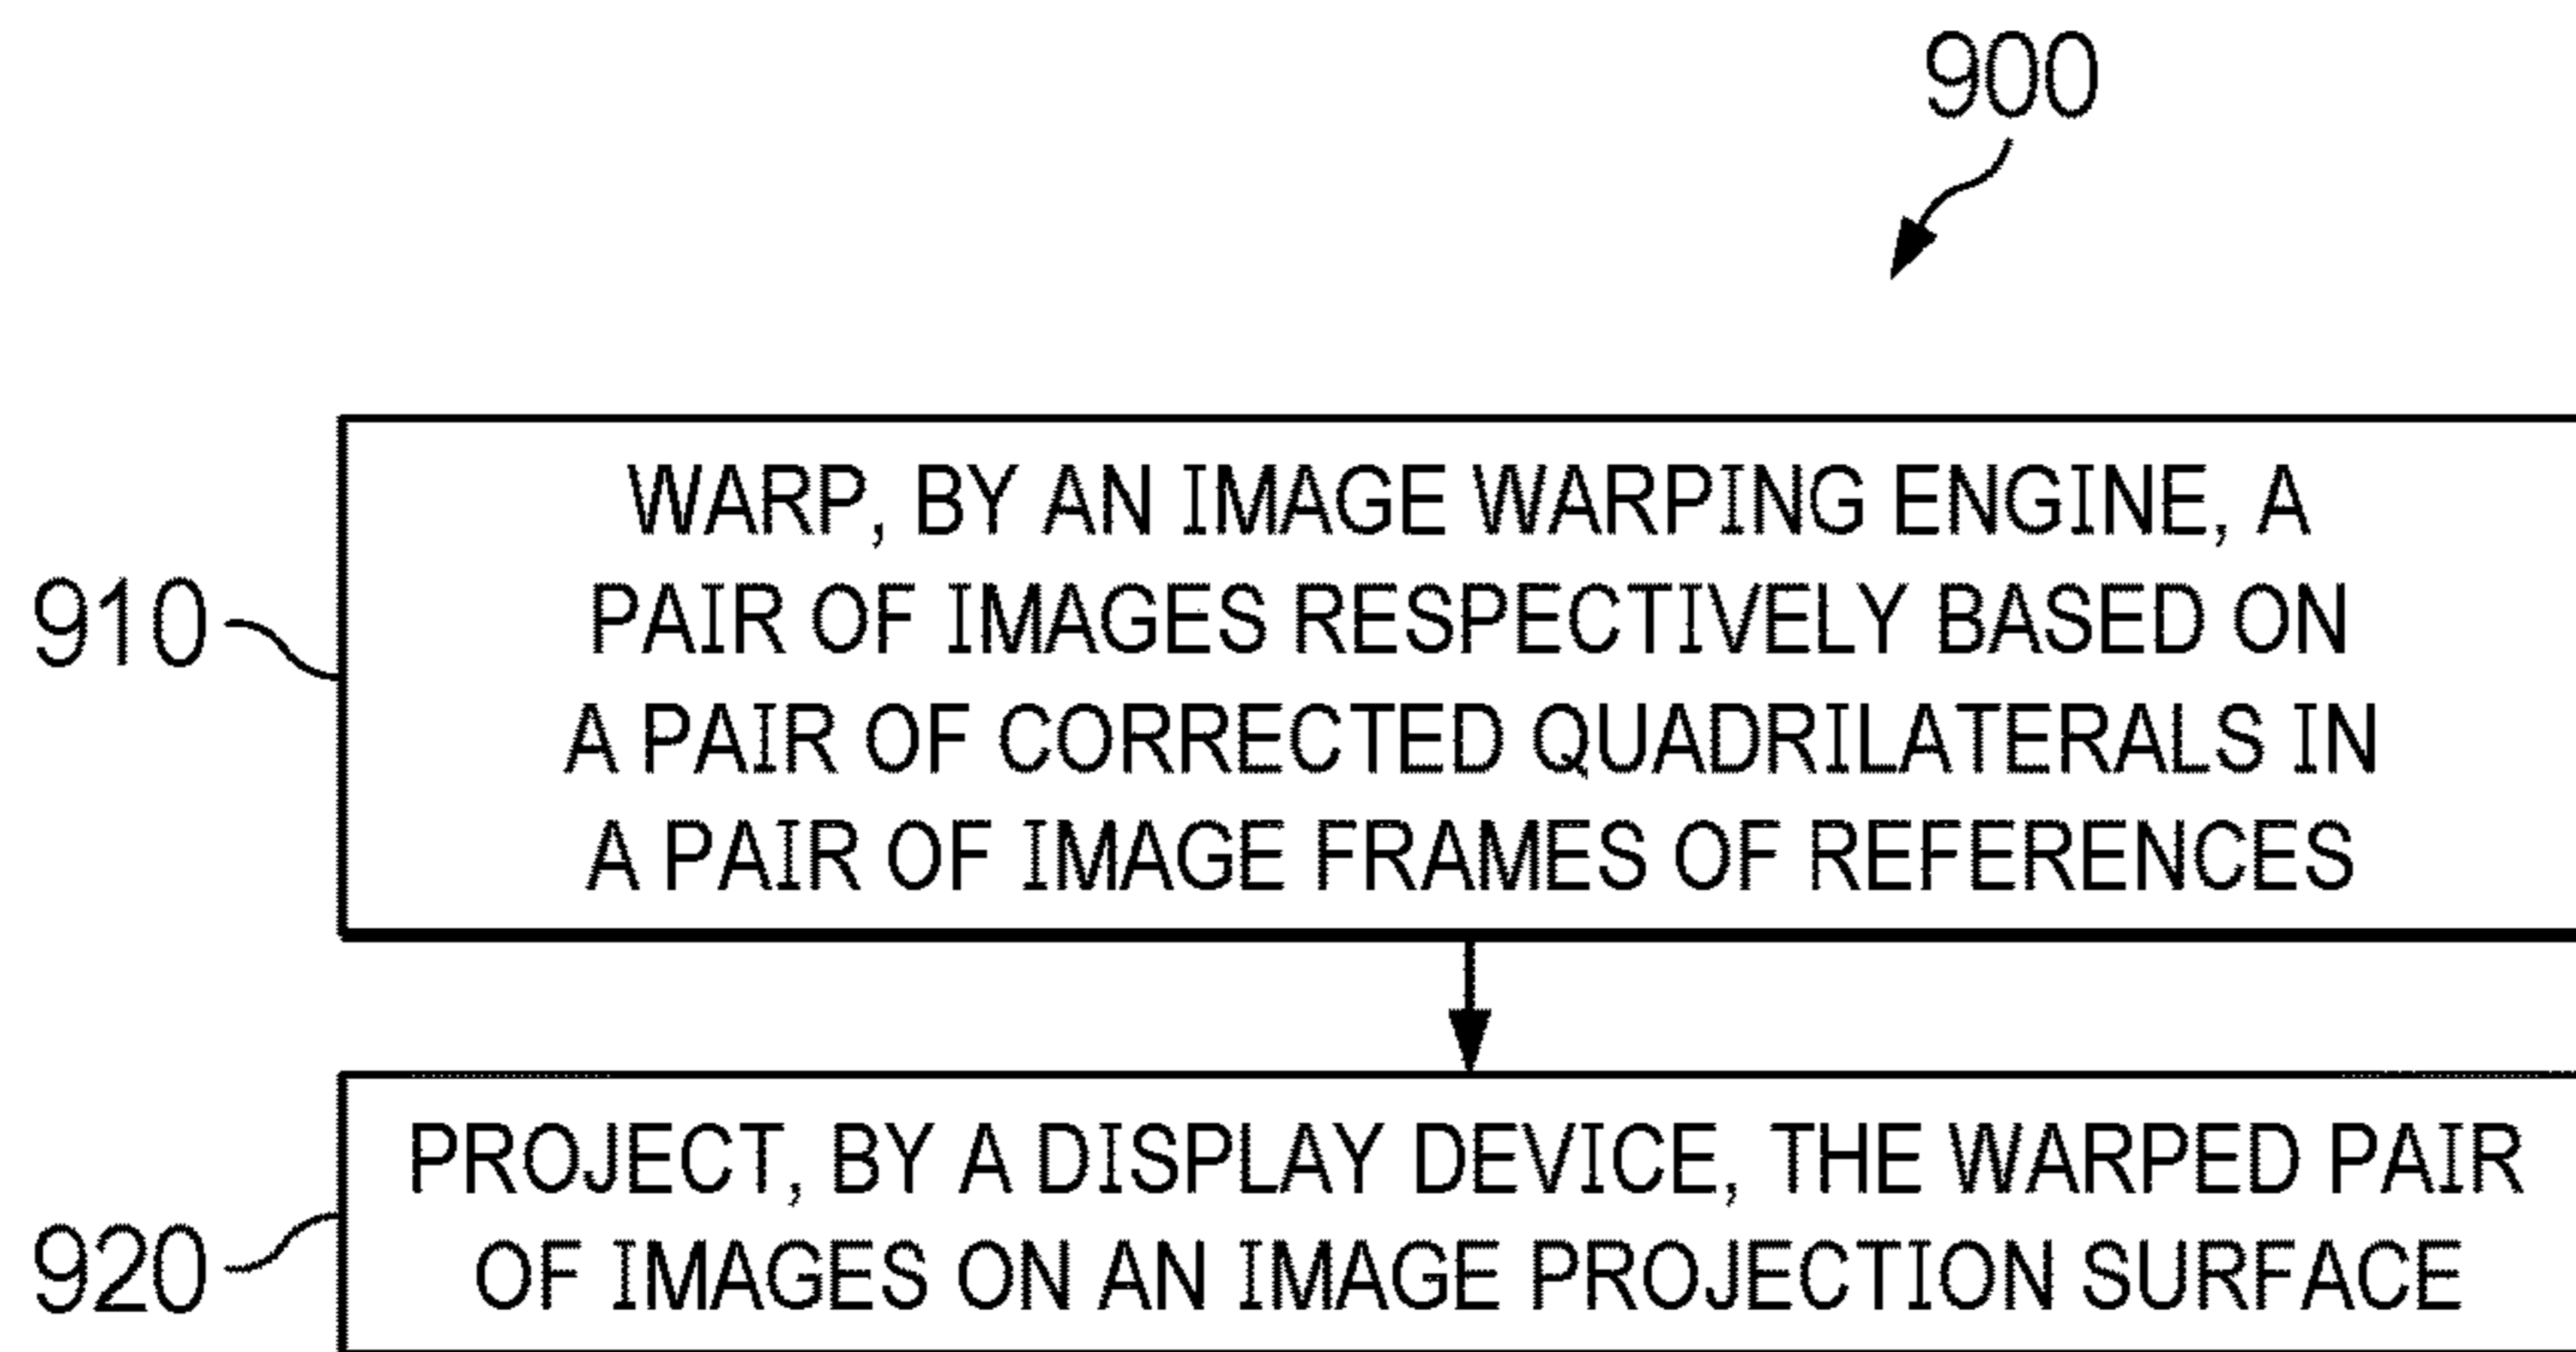 900
910
WARP, BY AN IMAGE WARPING ENGINE, A
PAIR OF IMAGES RESPECTIVELY BASED ON
A PAIR OF CORRECTED QUADRILATERALS IN
A PAIR OF IMAGE FRAMES OF REFERENCES
920
PROJECT, BY A DISPLAY DEVICE, THE WARPED PAIR
OF IMAGES ON AN IMAGE PROJECTION SURFACE